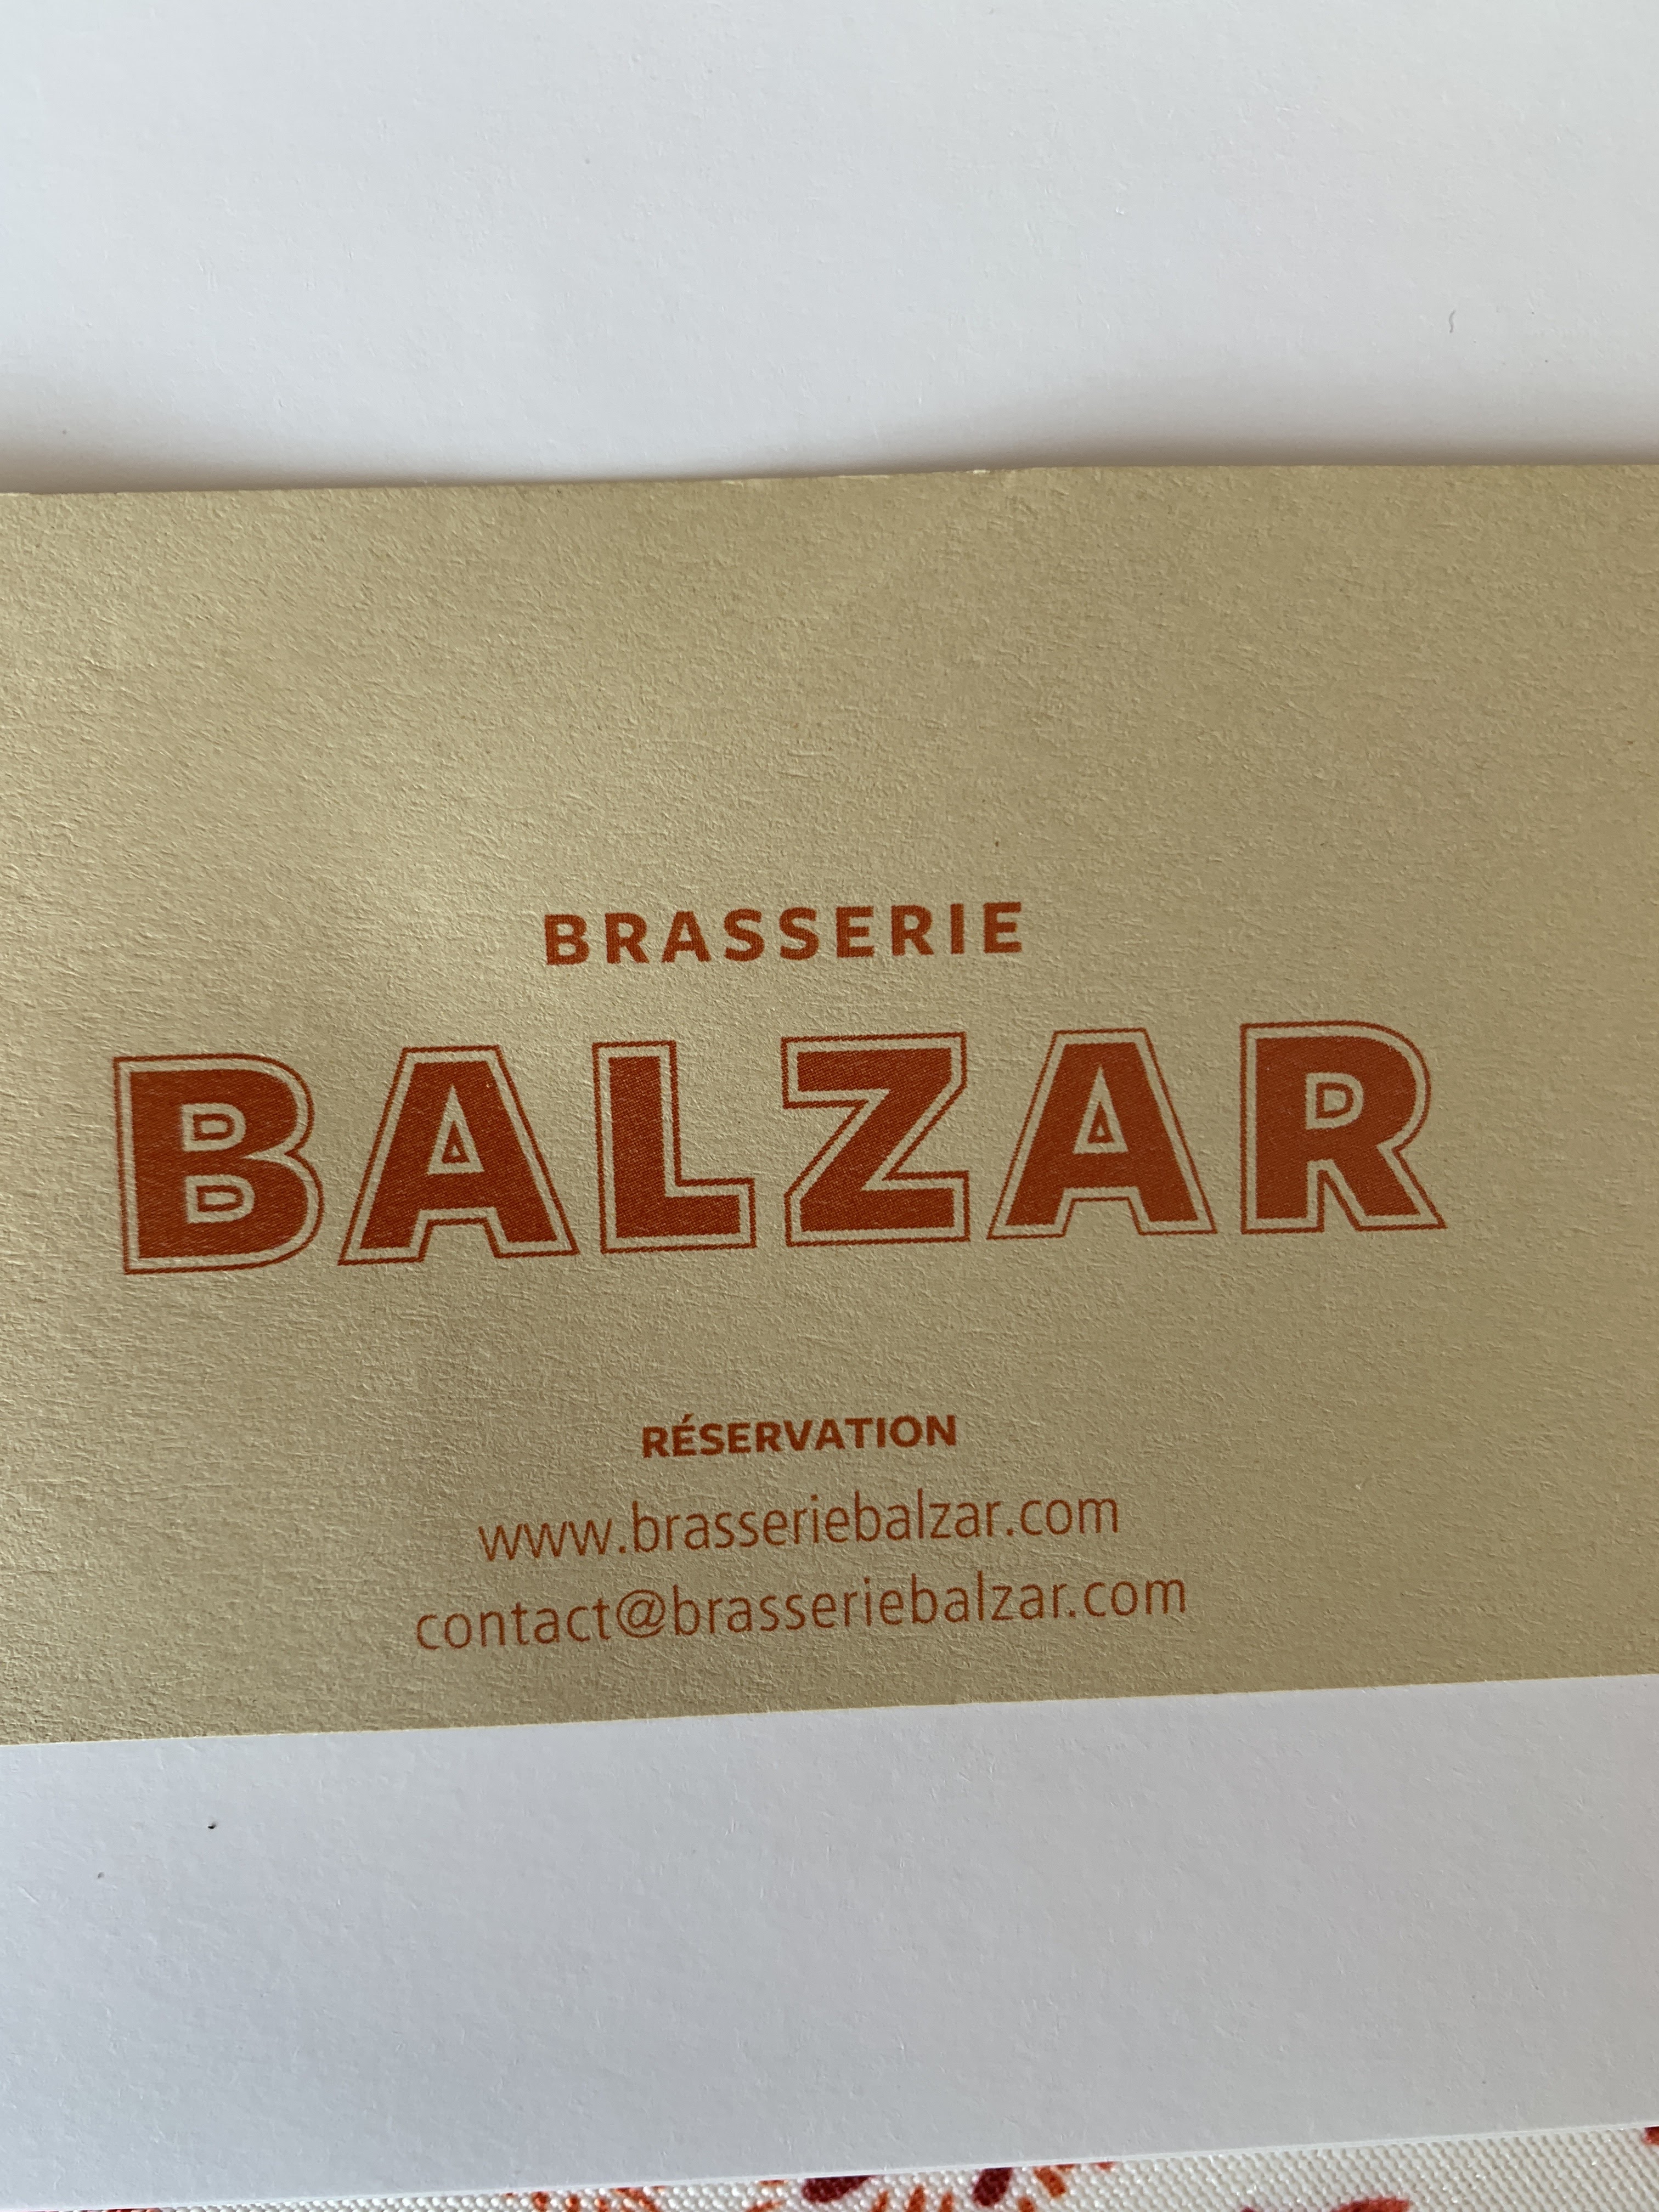 BRASSERIE
BALZAR
RÉSERVATION
www.brasseriebalzar.com
contact@brasseriebalzar.com